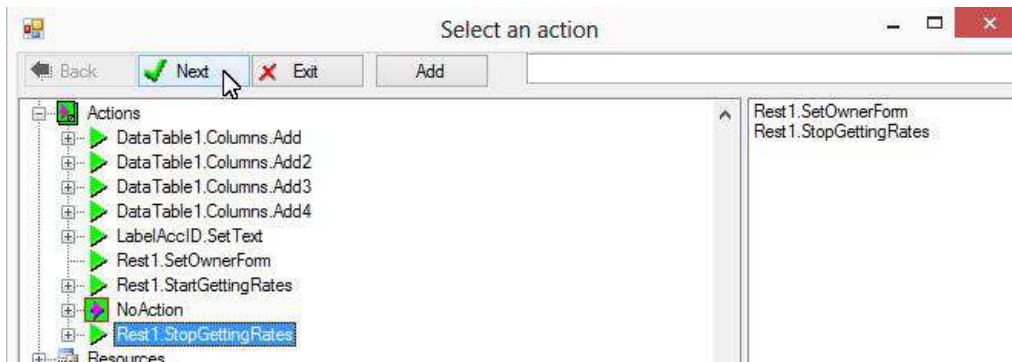 Select an action
Back Next Exit Add
Actions
DataTable1.Columns.Add
DataTable1.Columns.Add2
DataTable1.Columns.Add3
DataTable1.Columns.Add4
LabelAccID.SetText
Rest1.SetOwnerForm
Rest1.StartGettingRates
NoAction
Rest1.StopGettingRates
Resources
Rest1.SetOwnerForm
Rest1.StopGettingRates